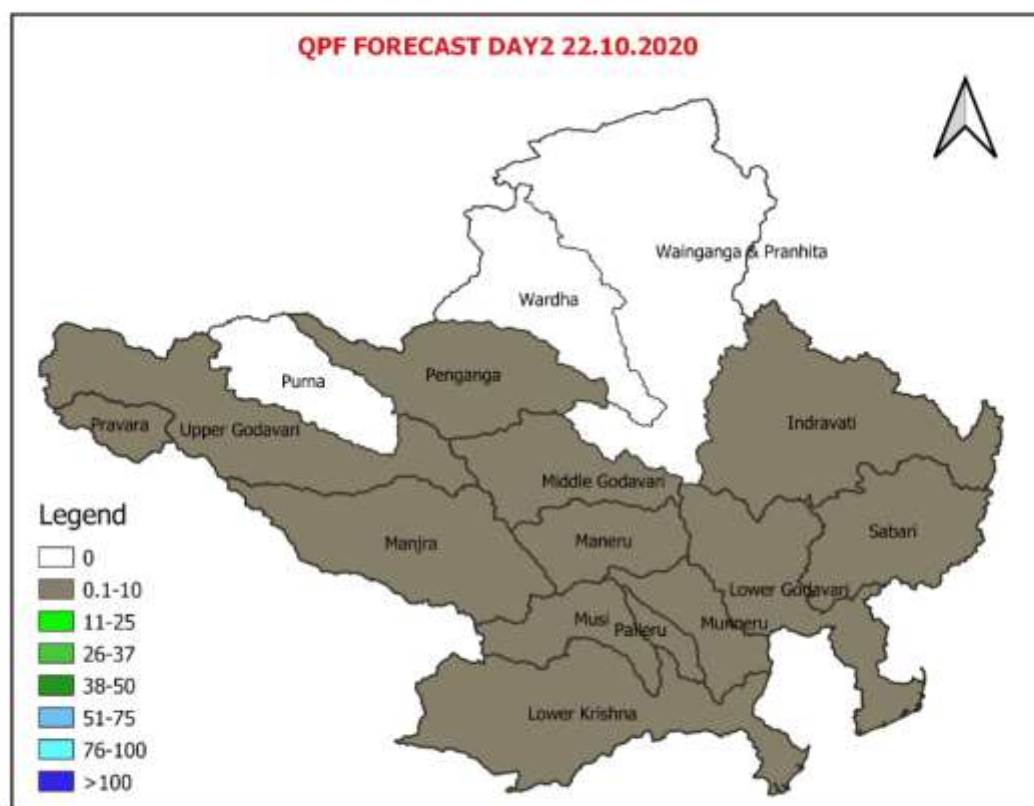 QPF FORECAST DAY2 22.10.2020
Wainganga & Pranhita
Wardha
Purna
Penganga
Pravara
Upper Godavari
Indravati
Middle Godavari
Manjra
Maneru
Sabari
Lower Godavari
Musi
Palleru
Munneru
Lower Krishna
Legend
0
0.1-10
11-25
26-37
38-50
51-75
76-100
>100